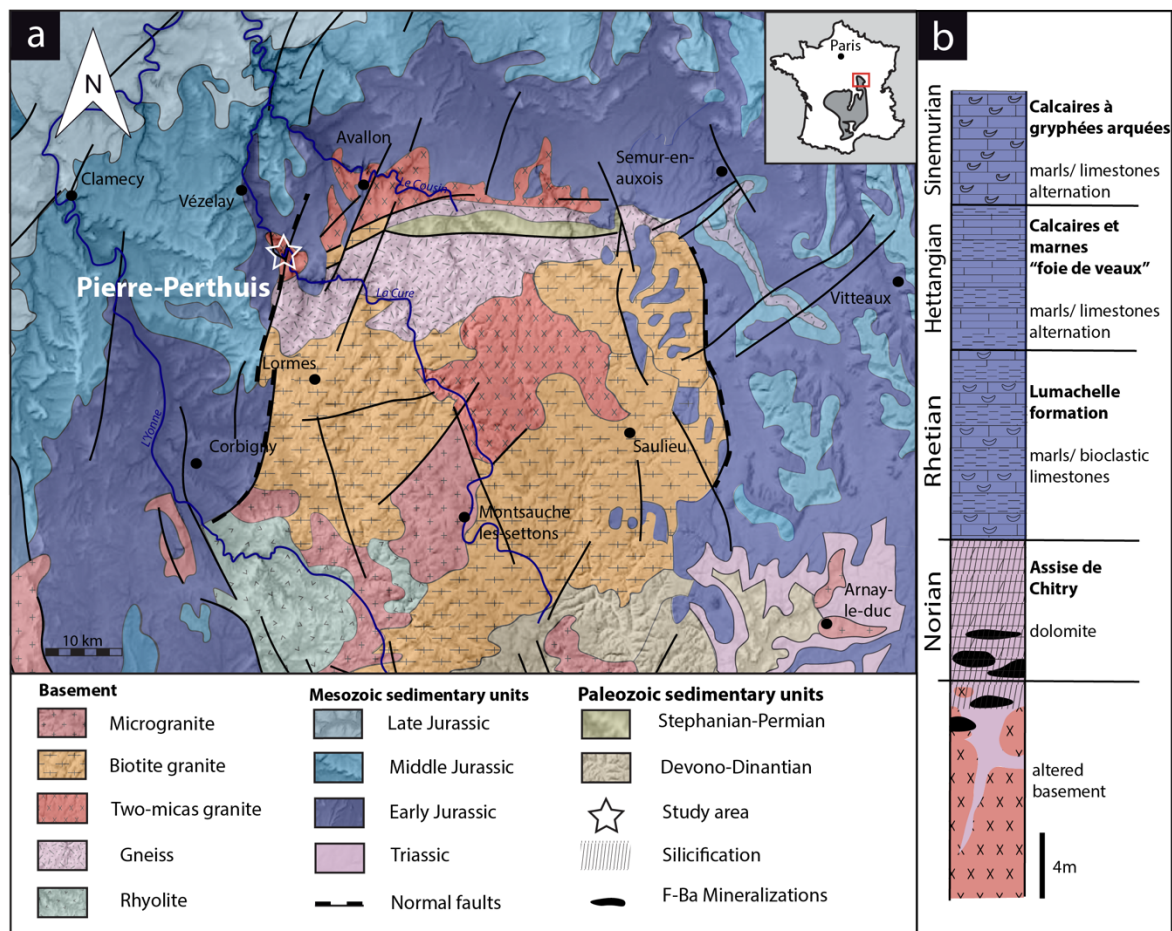 a
N
Paris
Clamecy
Vézelay
Avallon
Le Cousin
Semur-en-
auxois
Pierre-Perthuis
La Cure
Vitteaux
Lormes
L'Yonne
Corbigny
Saulieu
Montsauche
les-settons
Arnay-
le-duc
10 km
Basement
Microgranite
Biotite granite
Two-micas granite
Gneiss
Rhyolite
Mesozoic sedimentary units
Late Jurassic
Middle Jurassic
Early Jurassic
Triassic
Normal faults
Paleozoic sedimentary units
Stephanian-Permian
Devono-Dinantian
Study area
Silicification
F-Ba Mineralizations
b
Sinemurian
Calcaires à
gryphées arquées
marls/ limestones
alternation
Hettangian
Calcaires et
marnes
“foie de veaux”
marls/ limestones
alternation
Rhetian
Lumachelle
formation
marls/ bioclastic
limestones
Norian
Assise de
Chitry
dolomite
altered
basement
4m